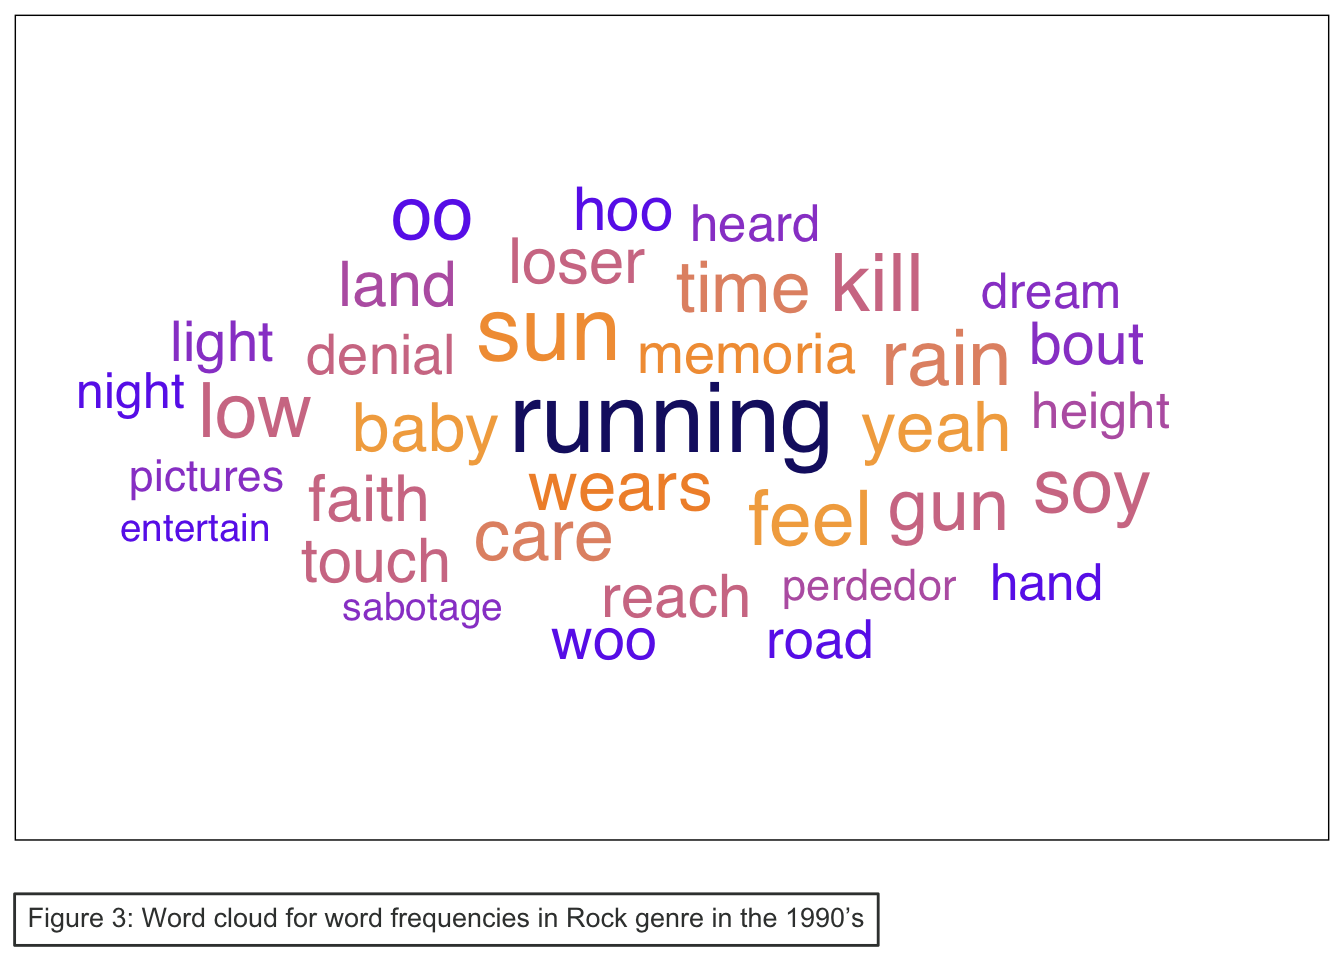 oo hoo heard
land loser time kill dream
light denial sun memoria rain bout
night low baby running yeah height
pictures faith wears feel gun soy
entertain touch care
sabotage reach perdedor hand
woo road
Figure 3: Word cloud for word frequencies in Rock genre in the 1990’s